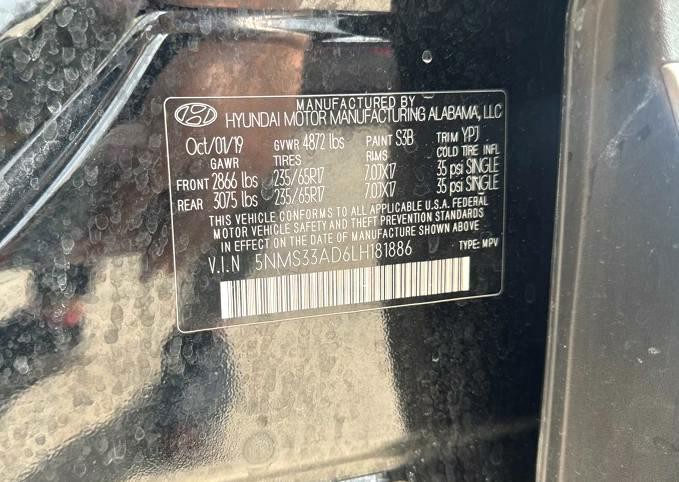 MANUFACTURED BY
HYUNDAI MOTOR MANUFACTURING ALABAMA, LLC
Oct/01/19 GVWR 4872 lbs PAINT S3B TRIM YPJ
GAWR TIRES RIMS COLD TIRE INFL
FRONT 2866 lbs 235/65R17 7.0JX17 35 psi SINGLE
REAR 3075 lbs 235/65R17 7.0JX17 35 psi SINGLE
THIS VEHICLE CONFORMS TO ALL APPLICABLE U.S.A. FEDERAL
MOTOR VEHICLE SAFETY AND THEFT PREVENTION STANDARDS
IN EFFECT ON THE DATE OF MANUFACTURE SHOWN ABOVE
V.I.N 5NMS33AD6LH181886 TYPE: MPV